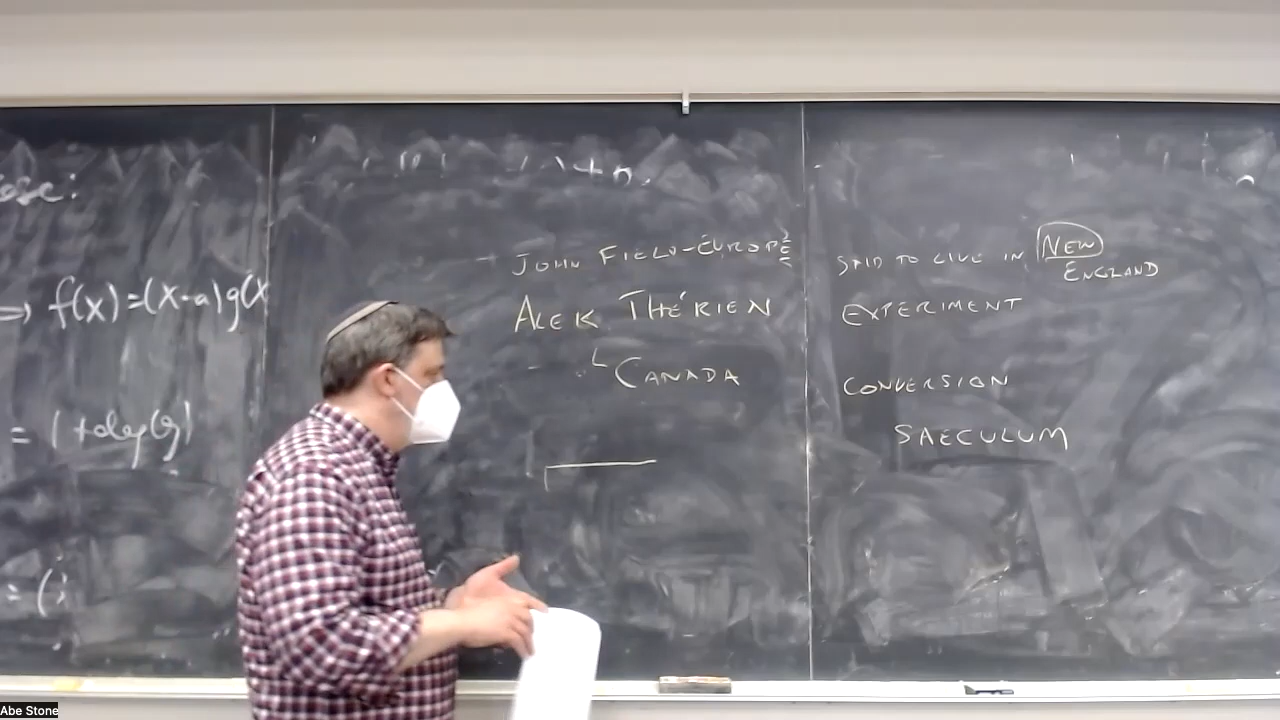 ⇒ f(x)=(x-a)g(x
= 1+deg(g)
JOHN FIELD-EUROPE
ALEK THÉRIEN
CANADA
SAID TO LIVE IN NEW
ENGLAND
EXPERIMENT
CONVERSION
SAECULUM
Abe Stone